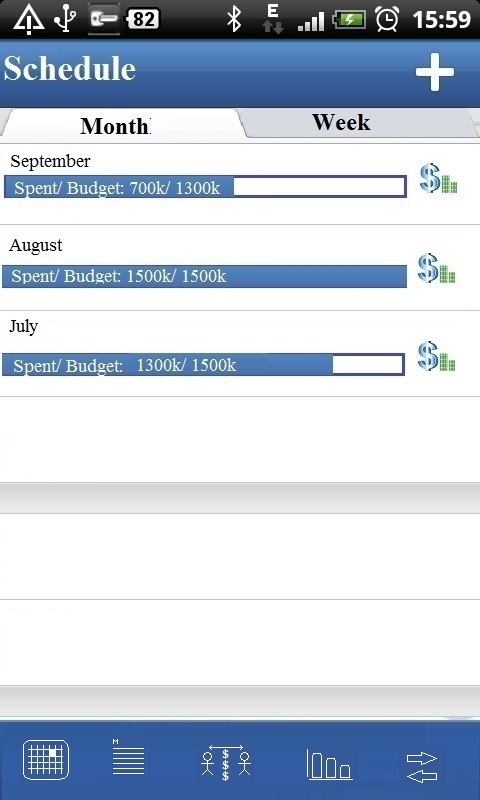 82 E 15:59
Schedule
Month Week
September
Spent/ Budget: 700k/ 1300k
August
Spent/ Budget: 1500k/ 1500k
July
Spent/ Budget: 1300k/ 1500k
M
$
$
$